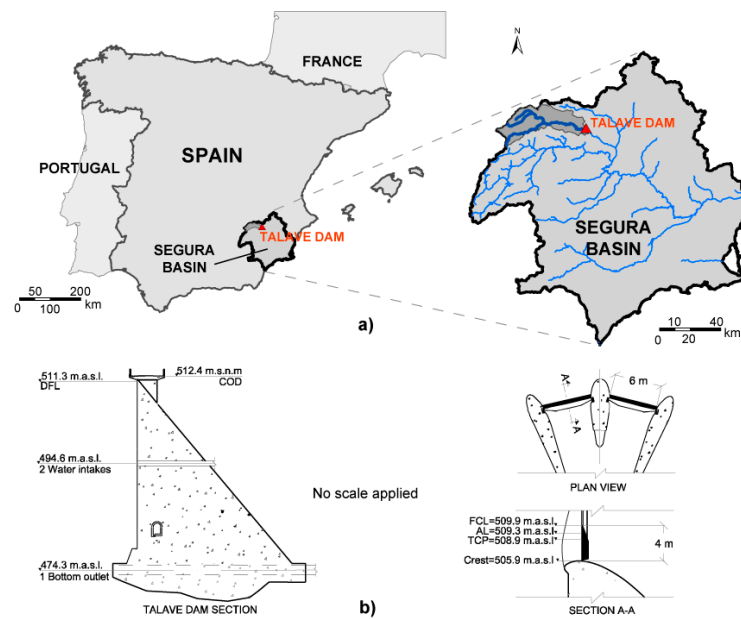 FRANCE
SPAIN
PORTUGAL
TALAVE DAM
SEGURA
BASIN
50 200
0 100 km
N
TALAVE DAM
SEGURA
BASIN
10 40
0 20 km
a)
511.3 m.a.s.l.
DFL
512.4 m.s.n.m
COD
494.6 m.a.s.l.
2 Water intakes
474.3 m.a.s.l.
1 Bottom outlet
TALAVE DAM SECTION
No scale applied
b)
A
6 m
A
PLAN VIEW
FCL=509.9 m.a.s.l
AL=509.3 m.a.s.l
TCP=508.9 m.a.s.l
4 m
Crest=505.9 m.a.s.l
SECTION A-A